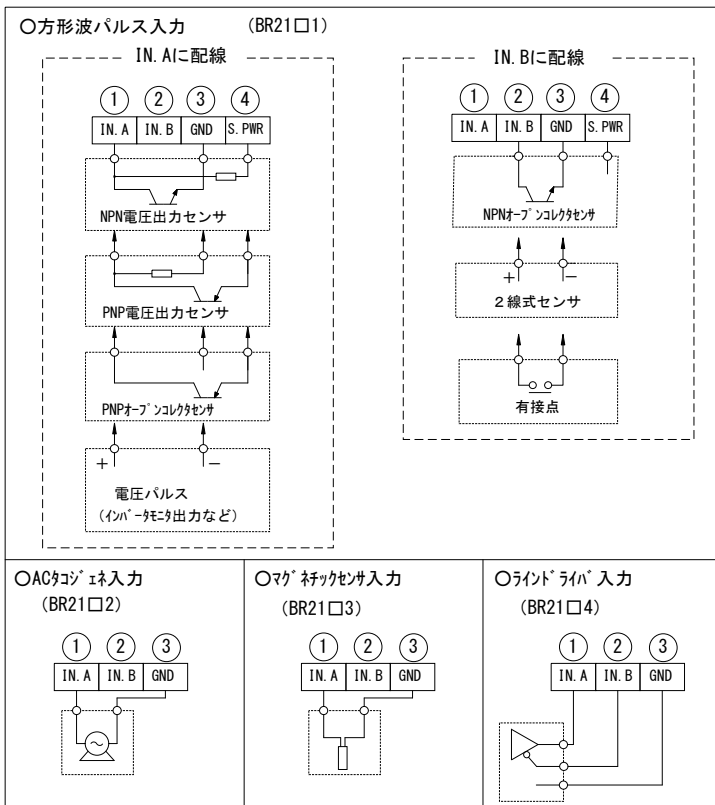 ○方形波パルス入力 (BR21□1)
IN.Aに配線
① ② ③ ④
IN.A IN.B GND S.PWR
NPN電圧出力センサ
PNP電圧出力センサ
PNPオープンコレクタセンサ
+ −
電圧パルス
(インバータモニタ出力など)
IN.Bに配線
① ② ③ ④
IN.A IN.B GND S.PWR
NPNオープンコレクタセンサ
+ −
2線式センサ
有接点
○ACタコジェネ入力
(BR21□2)
① ② ③
IN.A IN.B GND
○マグネチックセンサ入力
(BR21□3)
① ② ③
IN.A IN.B GND
○ラインドライバ入力
(BR21□4)
① ② ③
IN.A IN.B GND